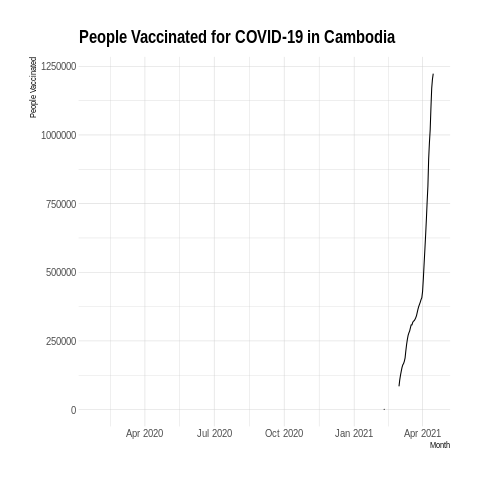 People Vaccinated for COVID-19 in Cambodia
People Vaccinated
1250000
1000000
750000
500000
250000
0
Apr 2020 Jul 2020 Oct 2020 Jan 2021 Apr 2021
Month